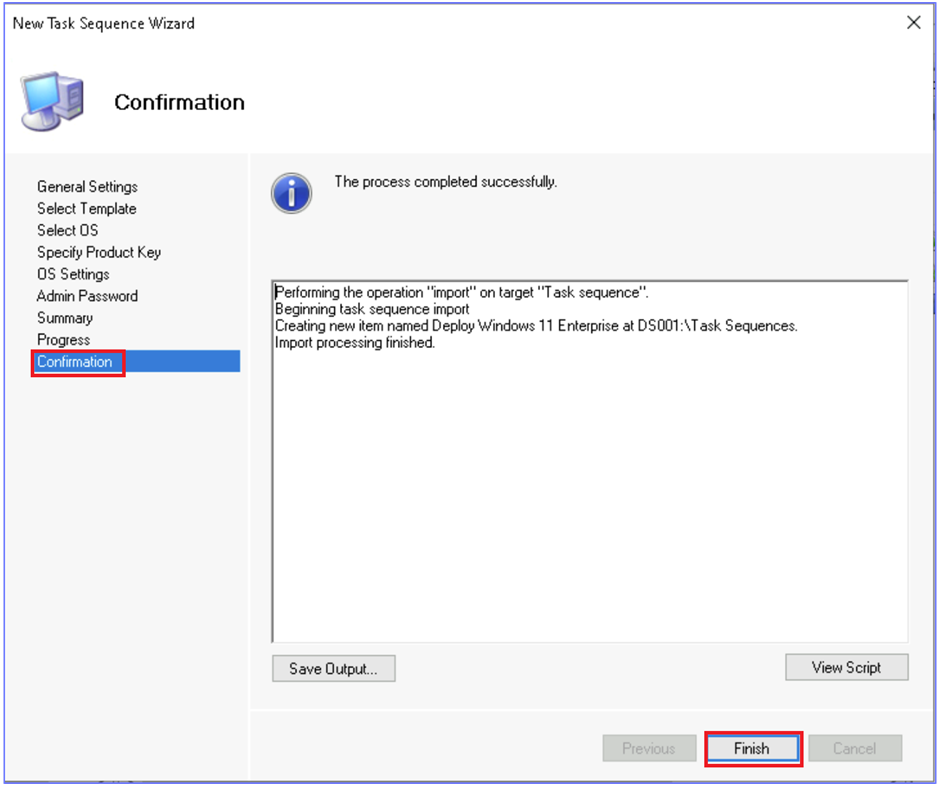 New Task Sequence Wizard
Confirmation
General Settings
Select Template
Select OS
Specify Product Key
OS Settings
Admin Password
Summary
Progress
Confirmation
The process completed successfully.
Performing the operation "import" on target "Task sequence".
Beginning task sequence import
Creating new item named Deploy Windows 11 Enterprise at DS001:\Task Sequences.
Import processing finished.
Save Output...
View Script
Previous
Finish
Cancel